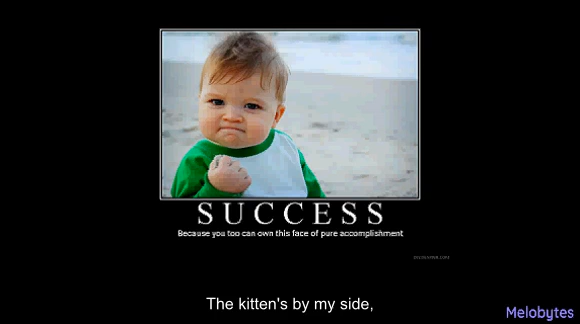 SUCCESS
Because you too can own this face of pure accomplishment
The kitten's by my side,
Melobytes